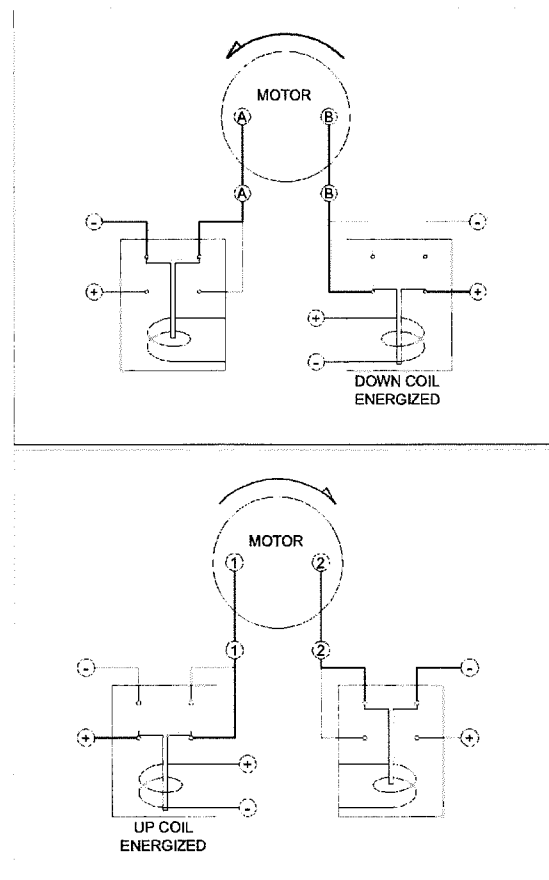 MOTOR
A B
A B
- -
+ +
+
-
DOWN COIL
ENERGIZED
MOTOR
1 2
1 2
- -
+ +
+
-
UP COIL
ENERGIZED